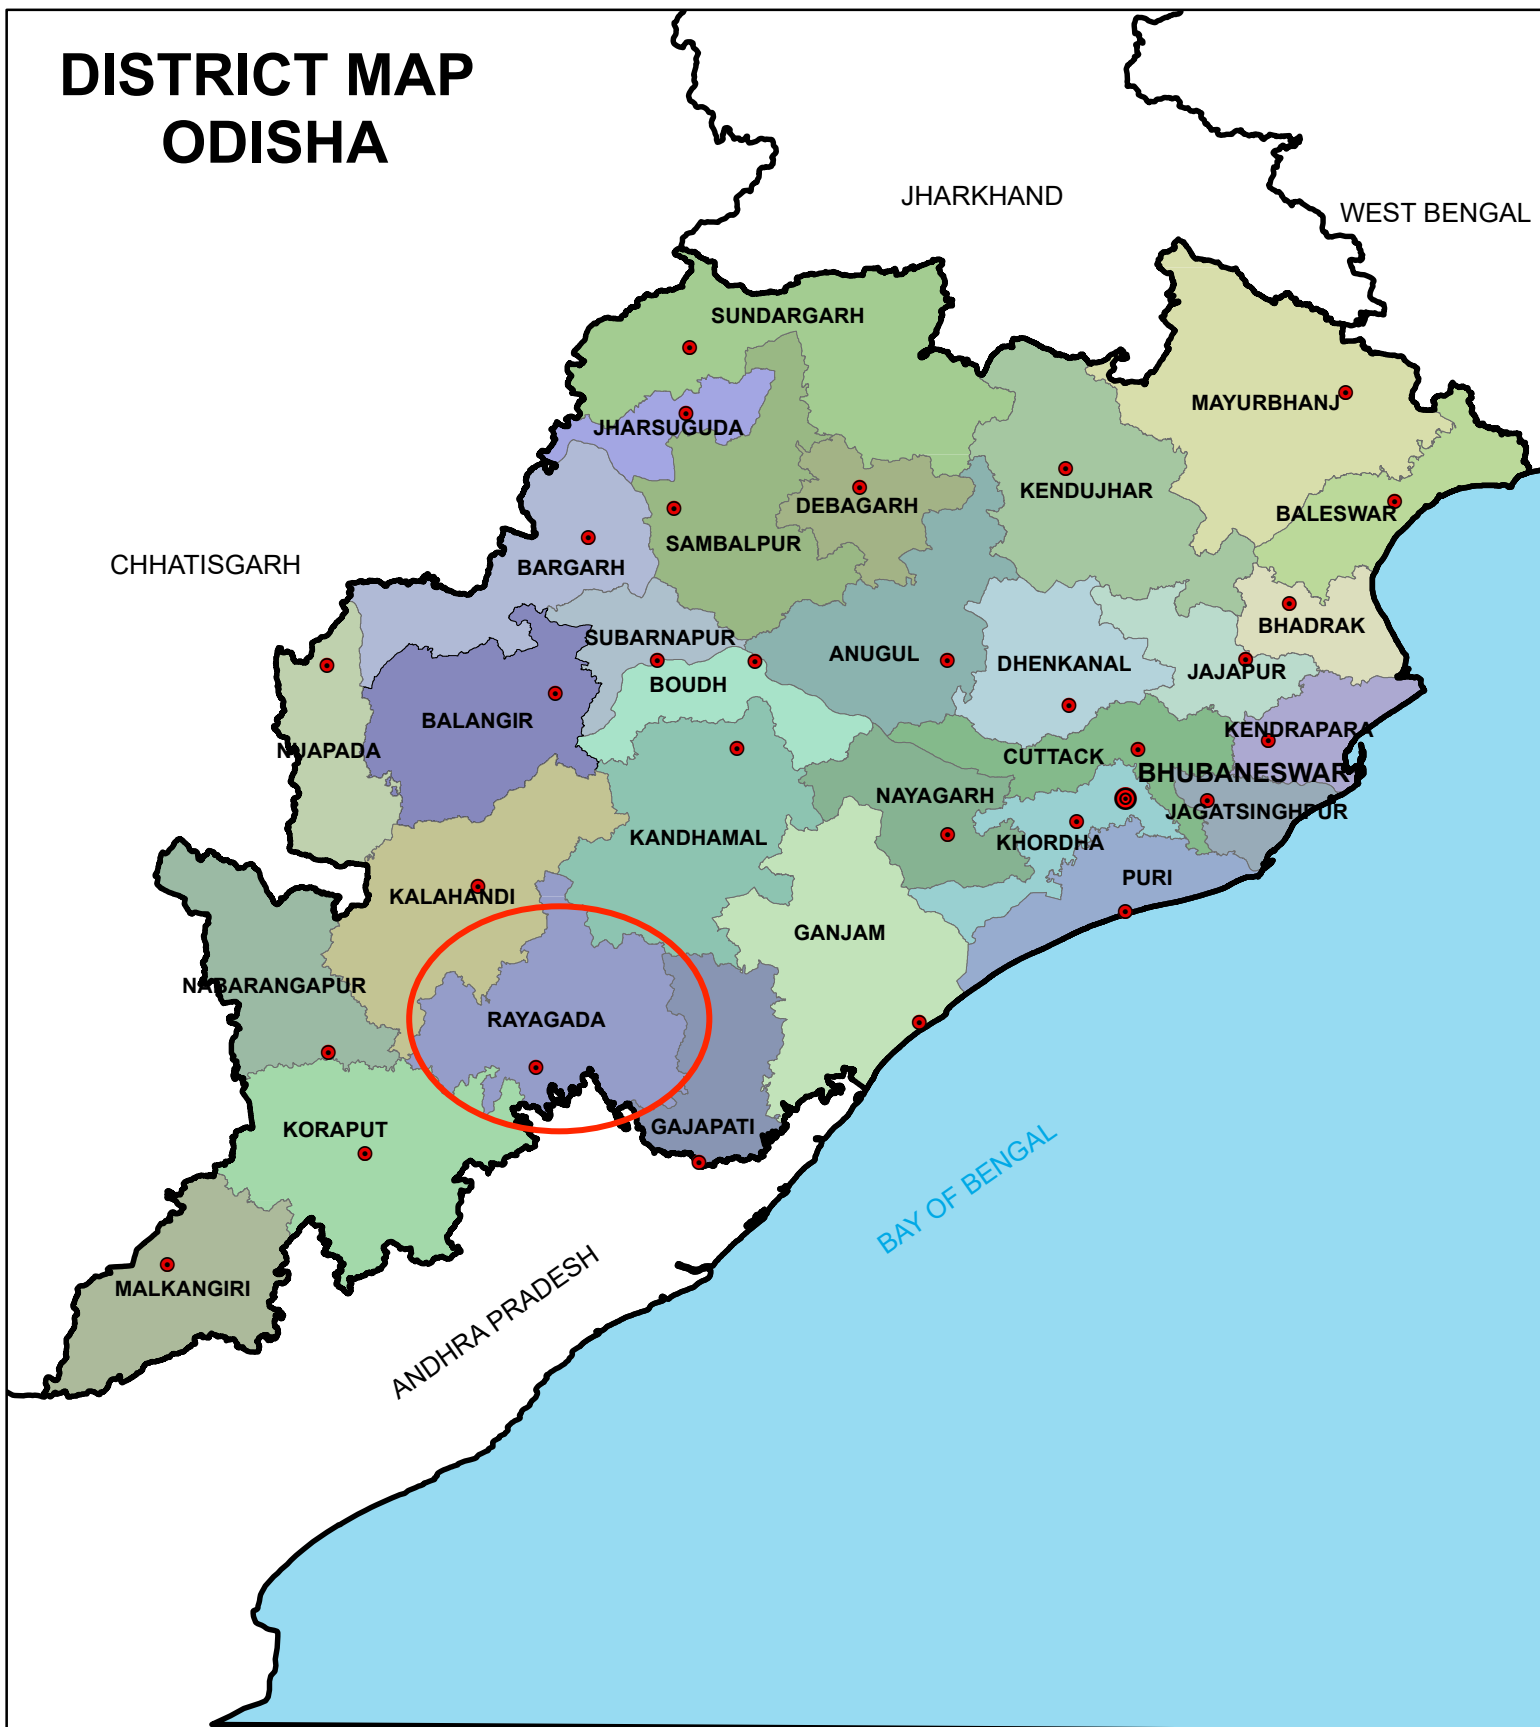 DISTRICT MAP
ODISHA
JHARKHAND
WEST BENGAL
SUNDARGARH
MAYURBHANJ
JHARSUGUDA
KENDUJHAR
DEBAGARH
BALESWAR
SAMBALPUR
CHHATISGARH
BARGARH
BHADRAK
SUBARNAPUR
ANUGUL
DHENKANAL
JAJAPUR
BOUDH
BALANGIR
KENDRAPARA
NUAPADA
CUTTACK
BHUBANESWAR
NAYAGARH
JAGATSINGHPUR
KANDHAMAL
KHORDHA
PURI
KALAHANDI
GANJAM
NABARANGAPUR
RAYAGADA
GAJAPATI
KORAPUT
BAY OF BENGAL
MALKANGIRI
ANDHRA PRADESH